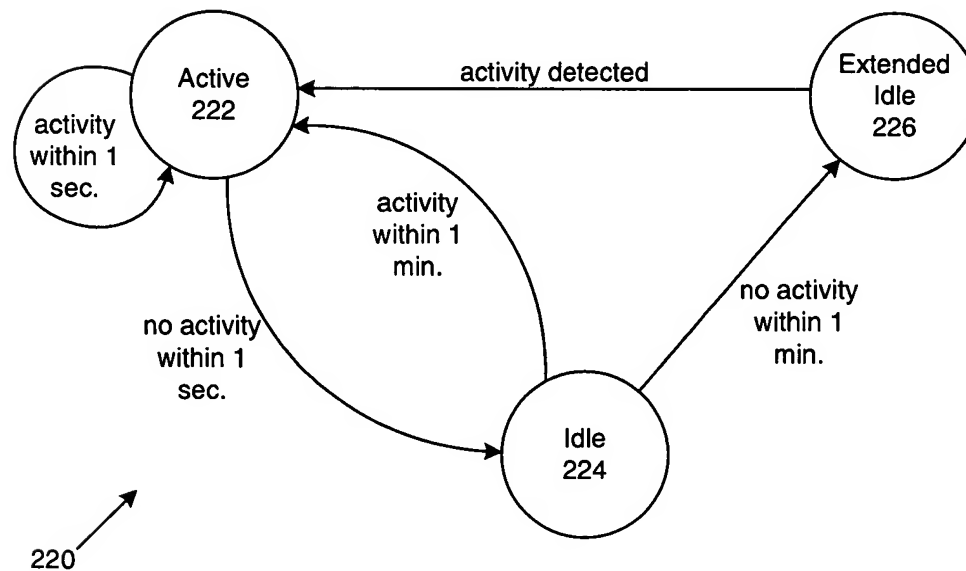 Active
222
activity detected
Extended
Idle
226
activity
within 1
sec.
activity
within 1
min.
no activity
within 1
sec.
no activity
within 1
min.
Idle
224
220